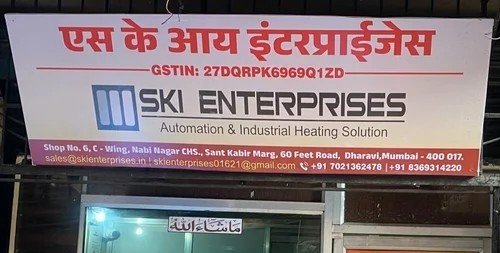 एस के आय इंटरप्राईजेस
GSTIN: 27DQRPK6969Q1ZD
SKI ENTERPRISES
Automation & Industrial Heating Solution
Shop No. 6, C - Wing, Nabi Nagar CHS., Sant Kabir Marg, 60 Feet Road, Dharavi,Mumbai - 400 017.
sales@skienterprises.in | skienterprises01621@gmail.com +91 7021362478 | +91 8369314220
ماشاءالله